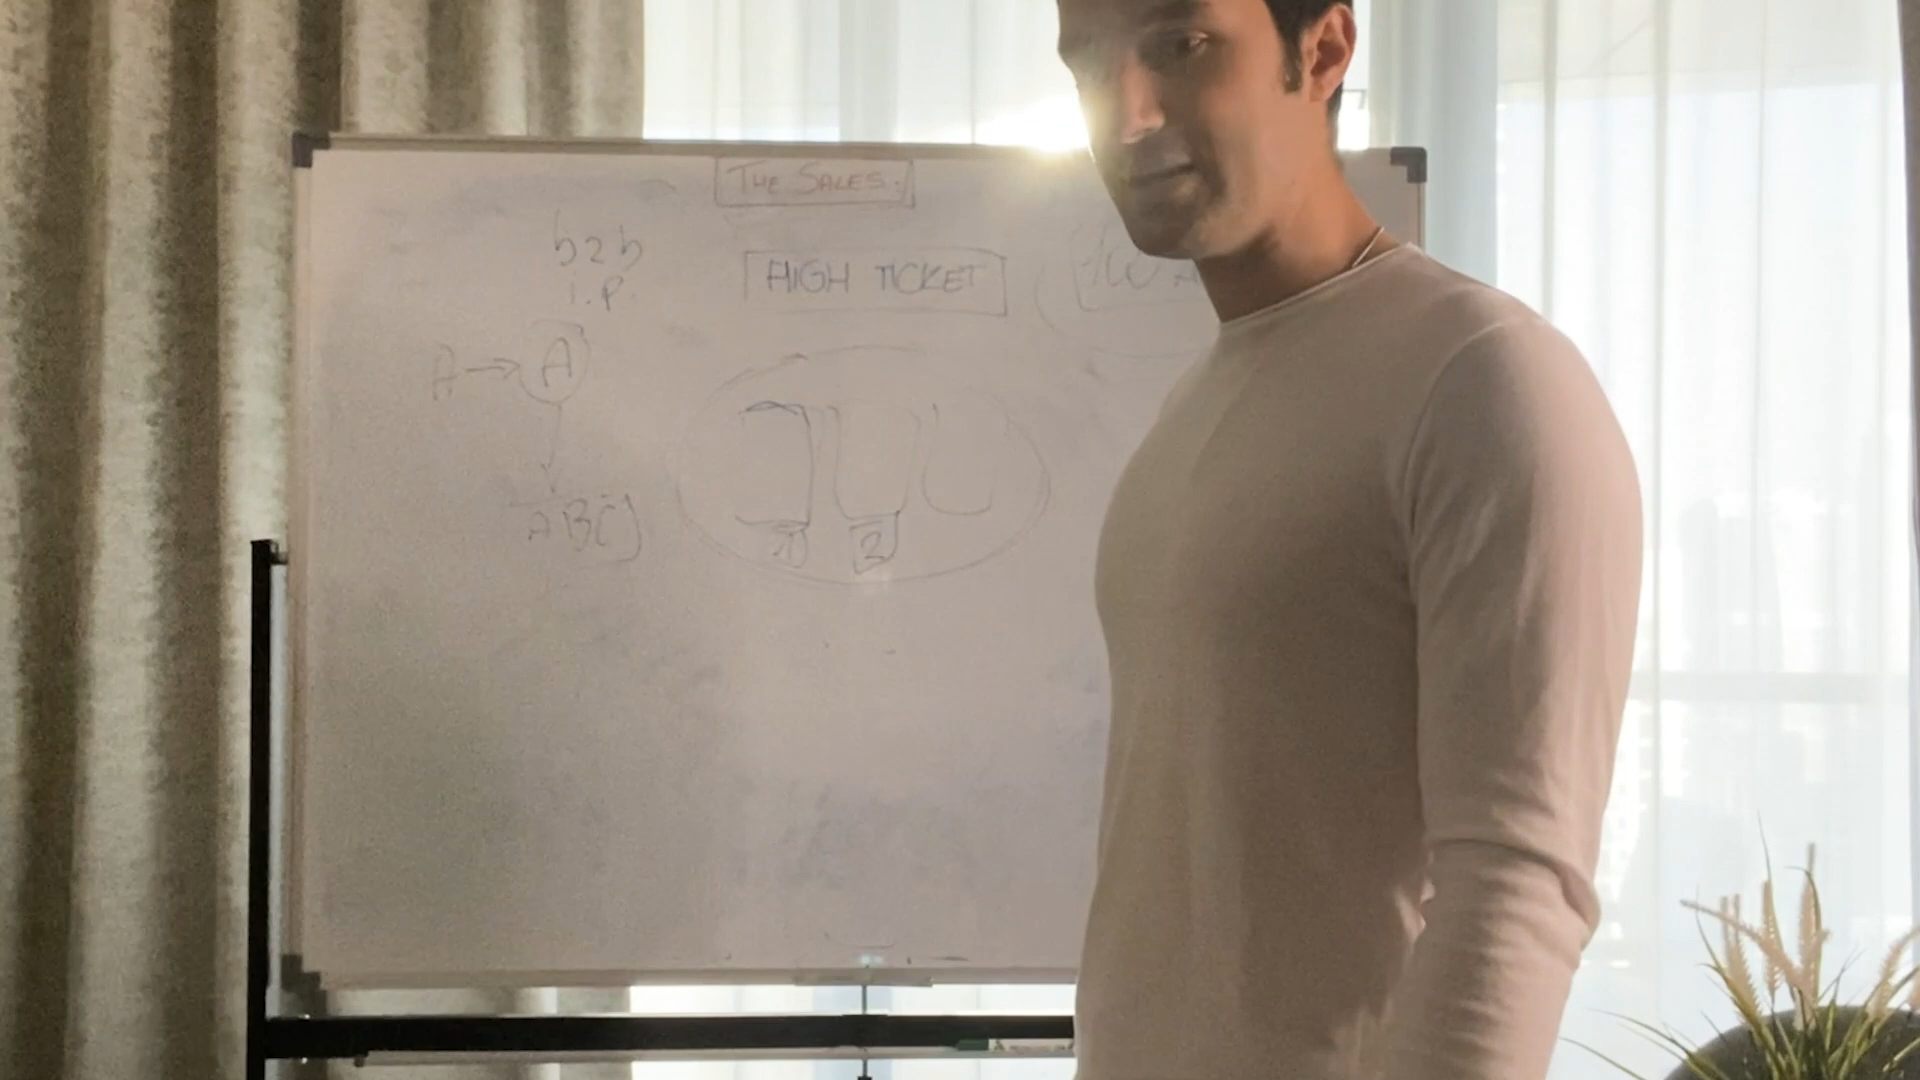 THE SALES:
b2b
i.p.
HIGH TICKET
A → A
ABC
1
2